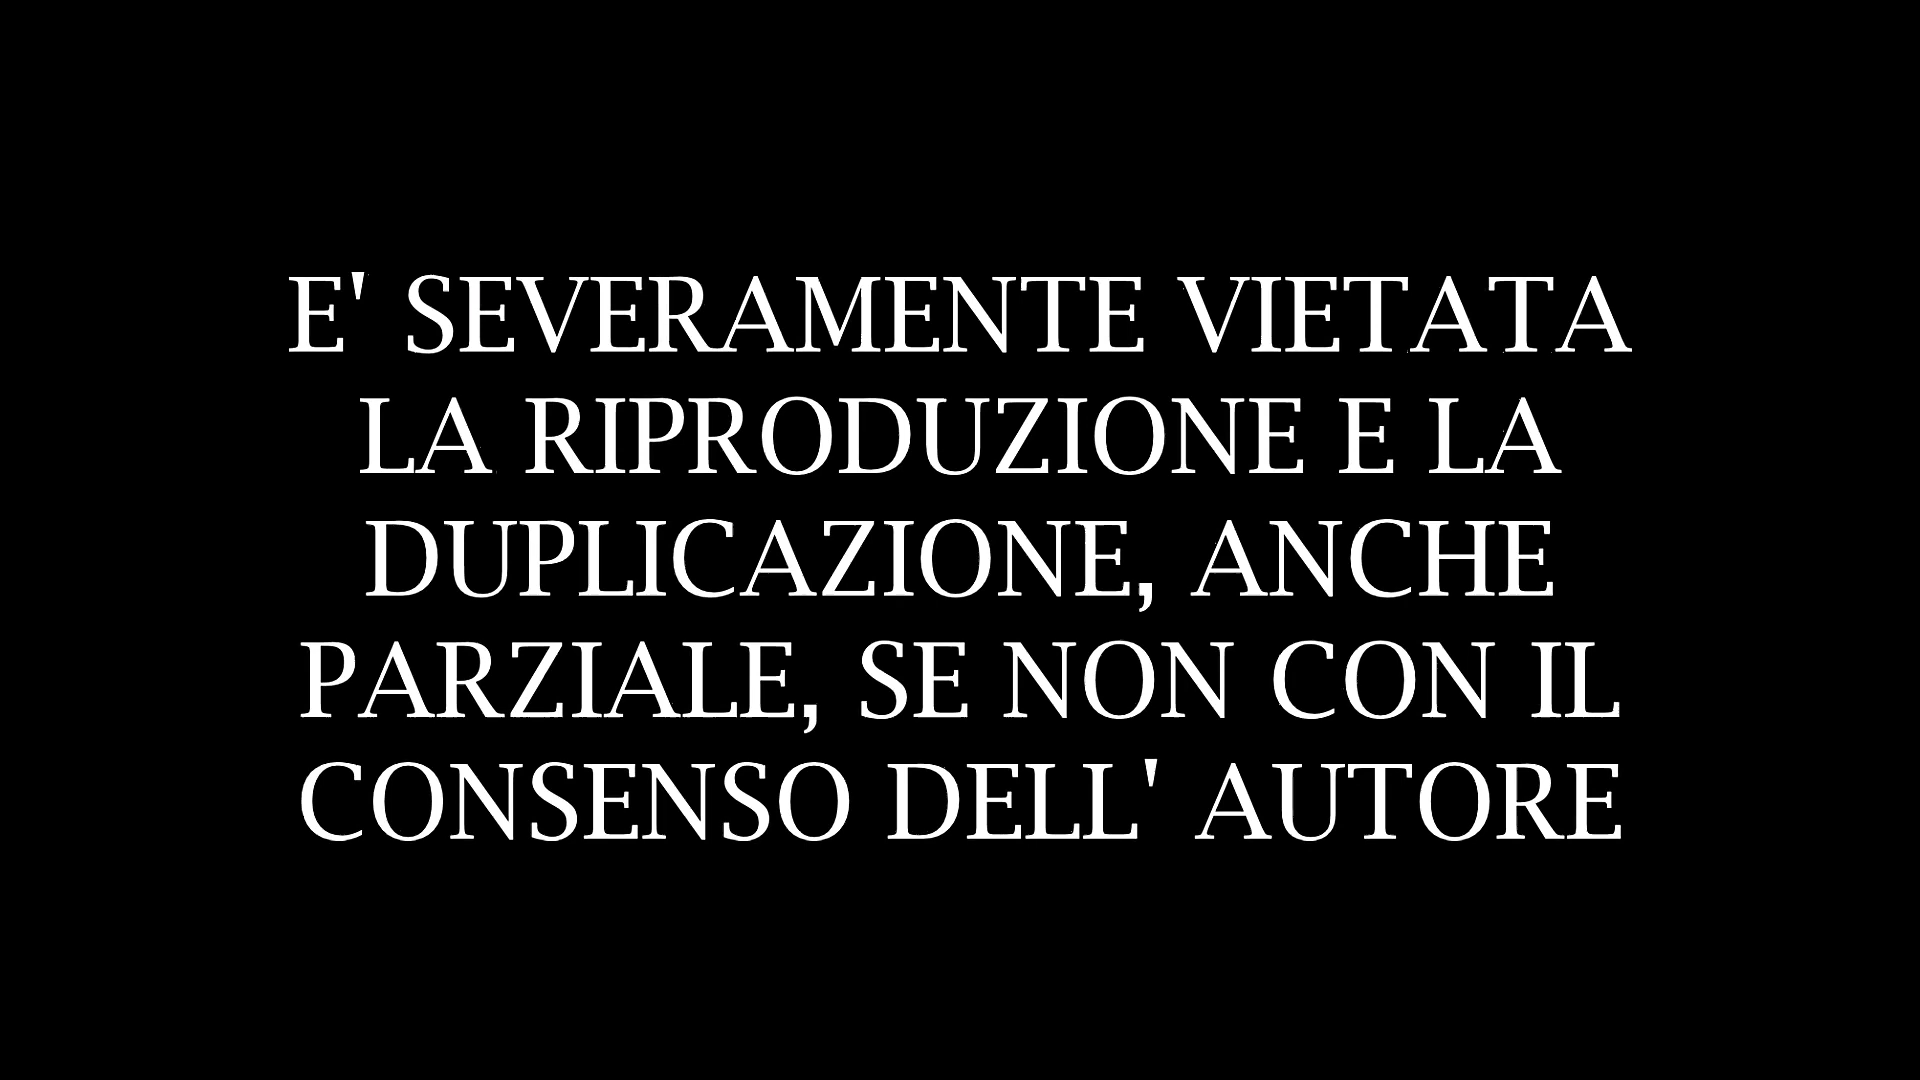 E' SEVERAMENTE VIETATA
LA RIPRODUZIONE E LA
DUPLICAZIONE, ANCHE
PARZIALE, SE NON CON IL
CONSENSO DELL' AUTORE